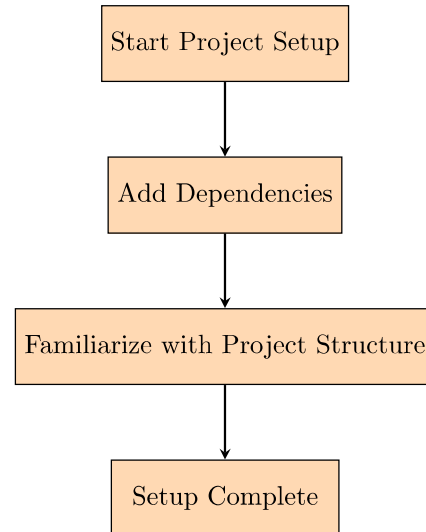 Start Project Setup
Add Dependencies
Familiarize with Project Structure
Setup Complete